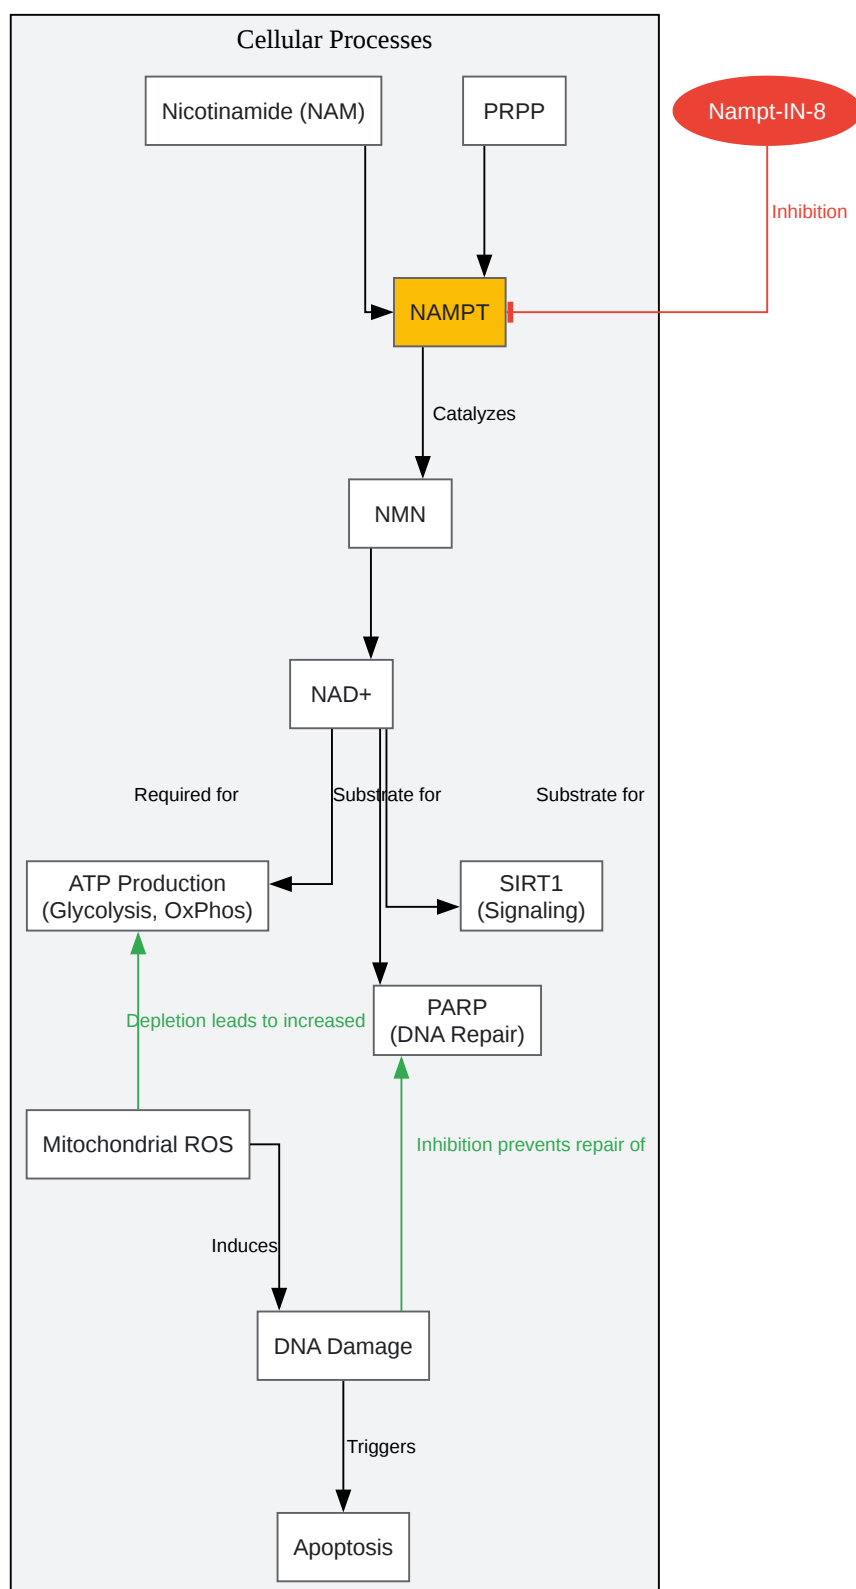 Cellular Processes
Nicotinamide (NAM)
PRPP
Nampt-IN-8
Inhibition
NAMPT
Catalyzes
NMN
NAD+
Required for
Substrate for
Substrate for
ATP Production
(Glycolysis, OxPhos)
SIRT1
(Signaling)
PARP
(DNA Repair)
Depletion leads to increased
Mitochondrial ROS
Inhibition prevents repair of
Induces
DNA Damage
Triggers
Apoptosis